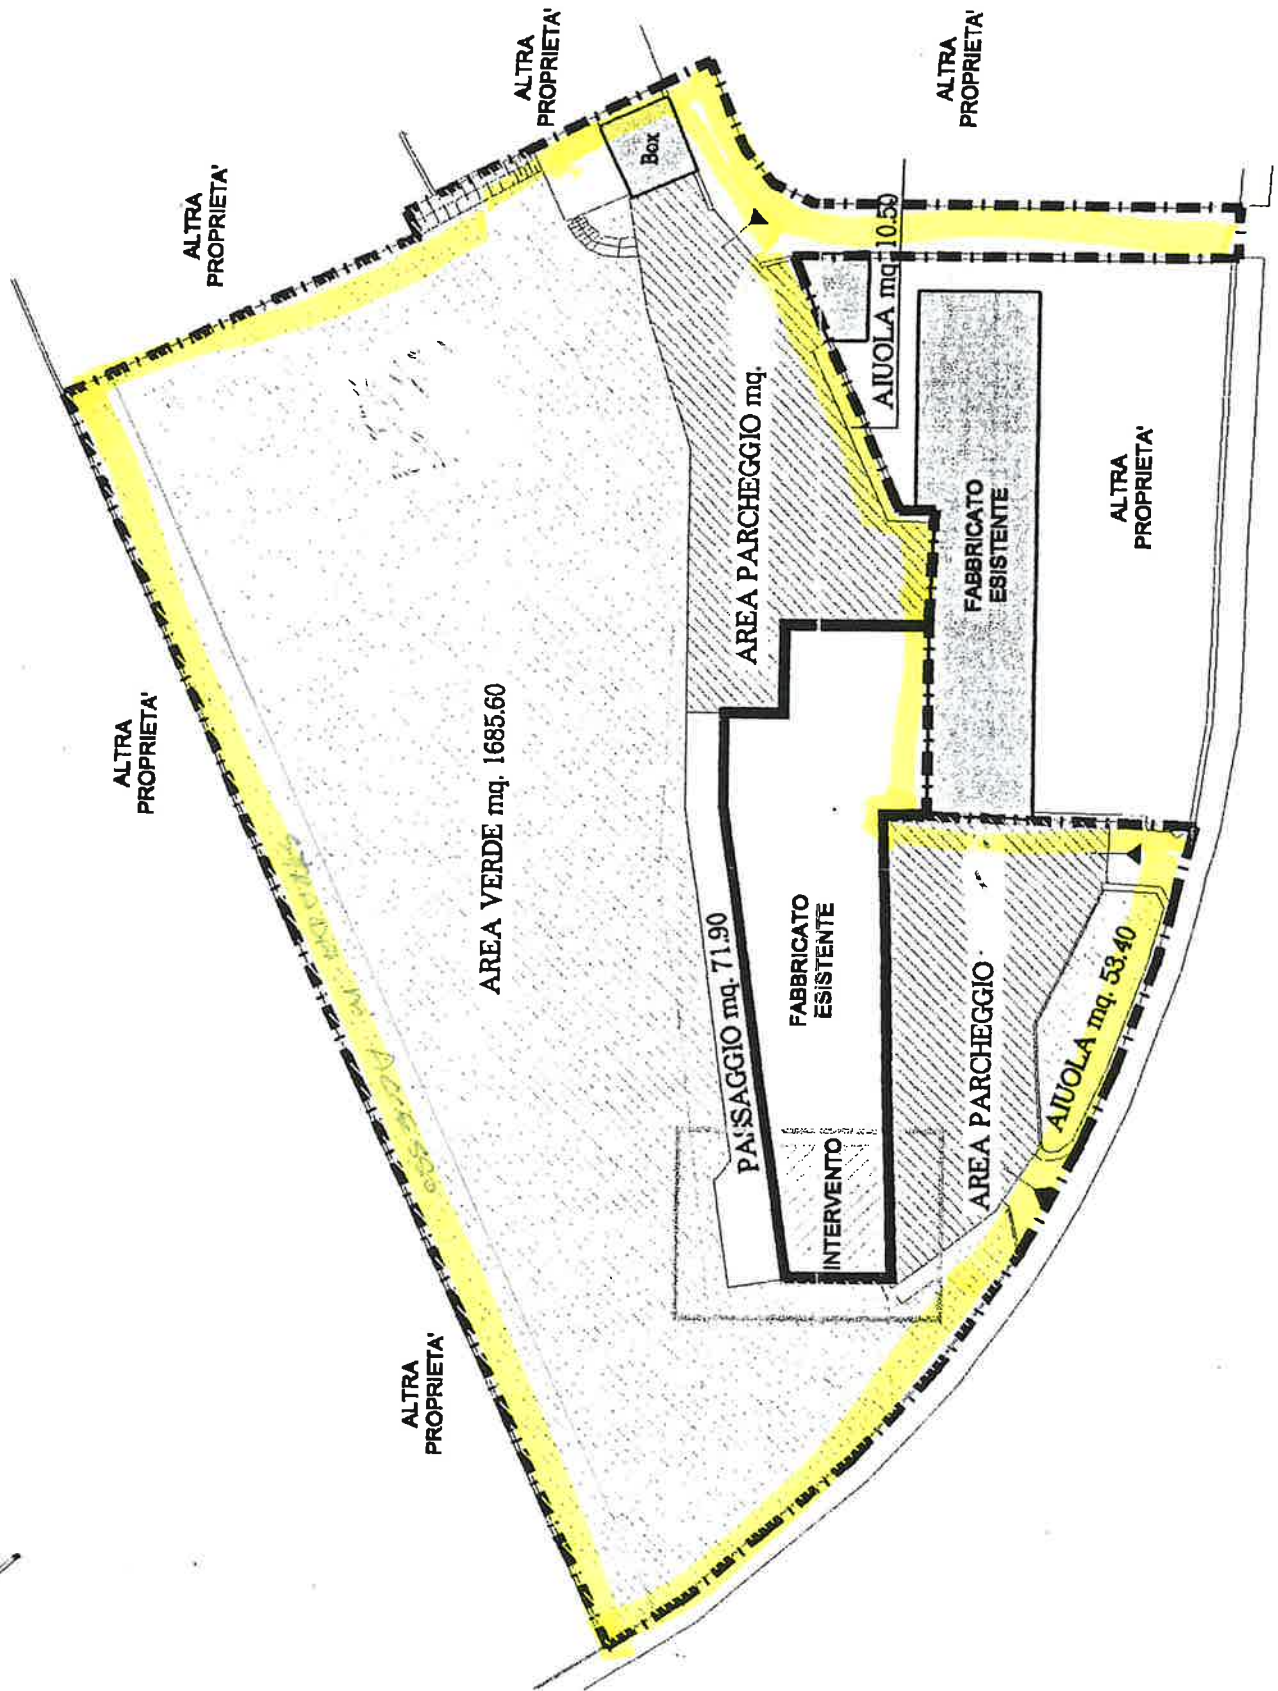 ALTRA
PROPRIETA'
ALTRA
PROPRIETA'
ALTRA
PROPRIETA'
ALTRA
PROPRIETA'
ALTRA
PROPRIETA'
AREA VERDE mq. 1685.60
Box
PASSAGGIO mq. 71.90
AREA PARCHEGGIO mq.
AIUOLA mq. 10.50
INTERVENTO
FABBRICATO
ESISTENTE
FABBRICATO
ESISTENTE
AREA PARCHEGGIO
AIUOLA mq. 53.40
ALTRA
PROPRIETA'